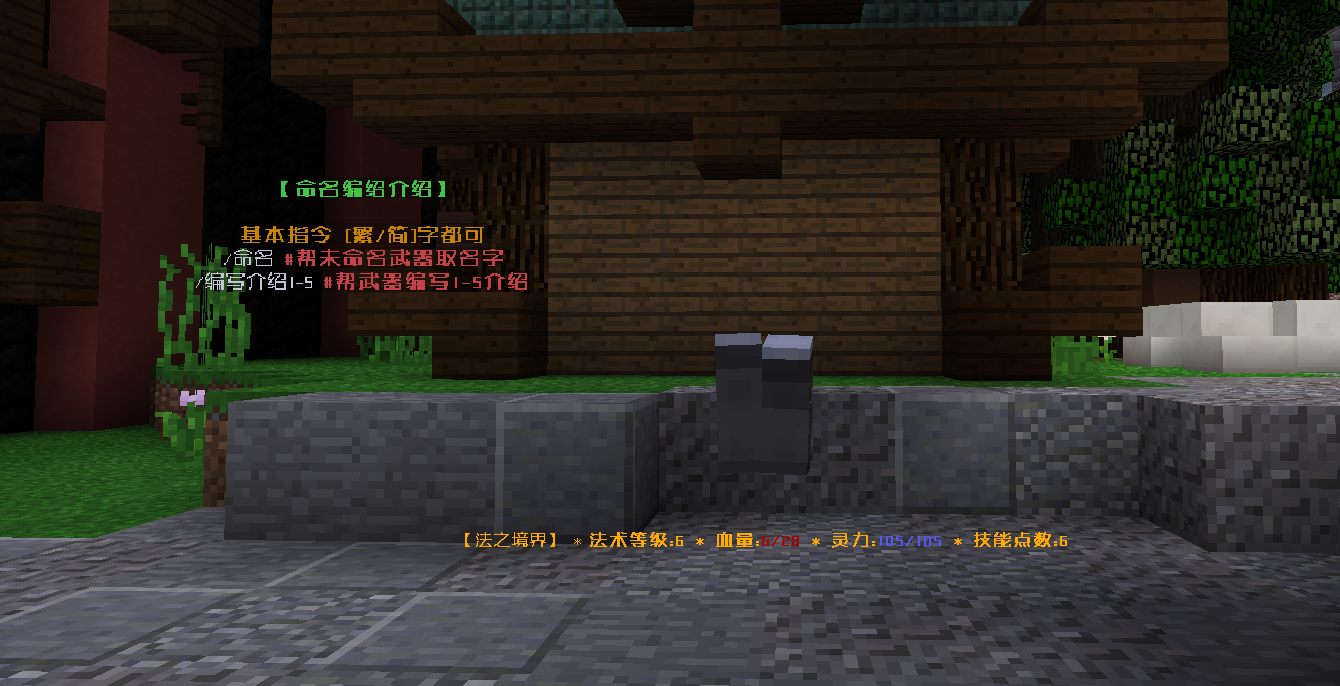 【命名编绍介绍】
基本指令 [繁/简]字都可
/命名 #帮未命名武器取名字
/编写介绍1-5 #帮武器编写1-5介绍
【法之境界】 * 法术等级:6 * 血量:6/28 * 灵力:105/105 * 技能点数:6